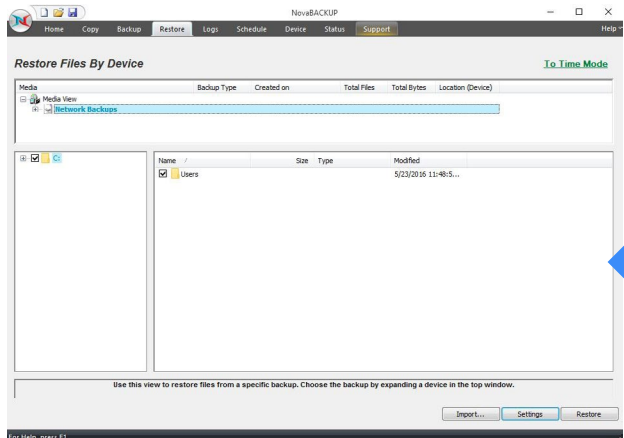 NovaBACKUP
Home Copy Backup Restore Logs Schedule Device Status Support Help
Restore Files By Device
To Time Mode
Media Backup Type Created on Total Files Total Bytes Location (Device)
Media View
Network Backups
C:
Name / Size Type Modified
Users 5/23/2016 11:48:5...
Use this view to restore files from a specific backup. Choose the backup by expanding a device in the top window.
Import... Settings Restore
For Help, press F1